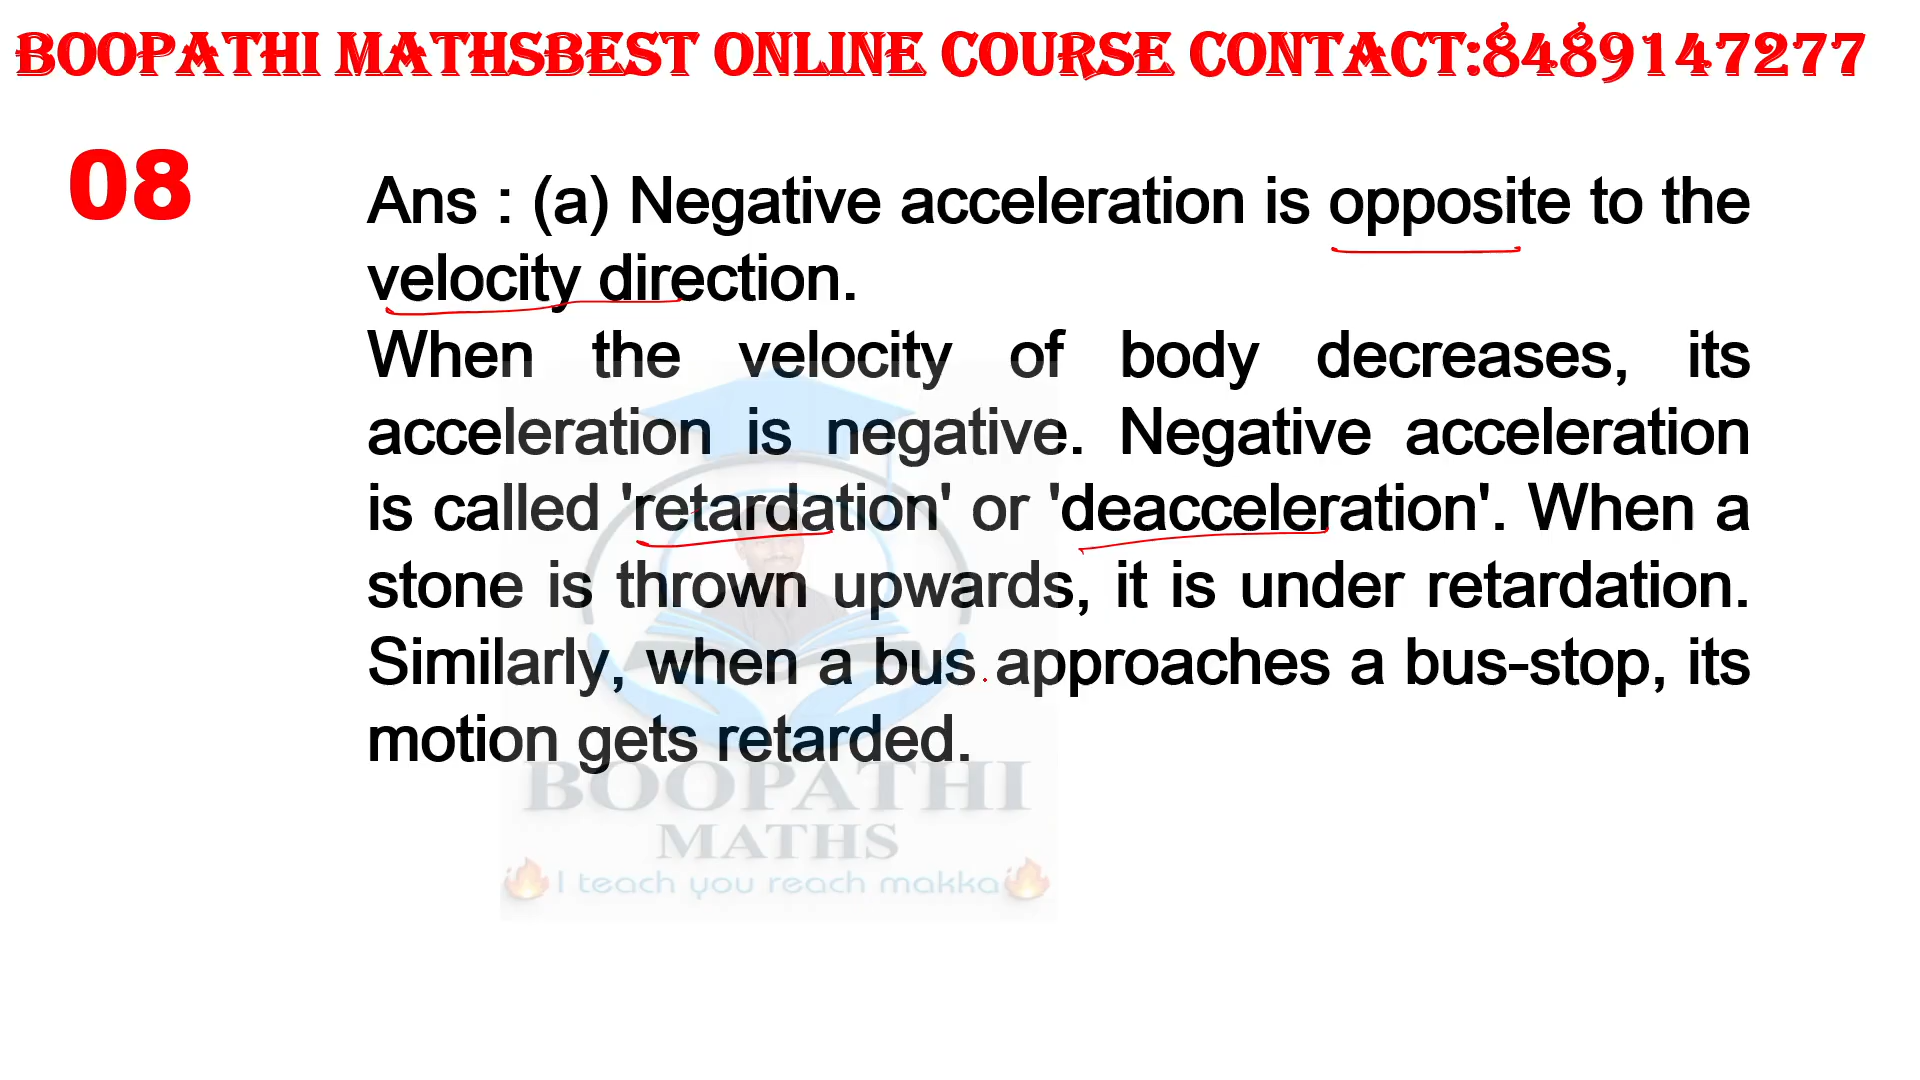 BOOPATHI MATHSBEST ONLINE COURSE CONTACT:8489147277
08
Ans : (a) Negative acceleration is opposite to the
velocity direction.
When the velocity of body decreases, its
acceleration is negative. Negative acceleration
is called 'retardation' or 'deacceleration'. When a
stone is thrown upwards, it is under retardation.
Similarly, when a bus approaches a bus-stop, its
motion gets retarded.
BOOPATHI
MATHS
I teach you reach makka